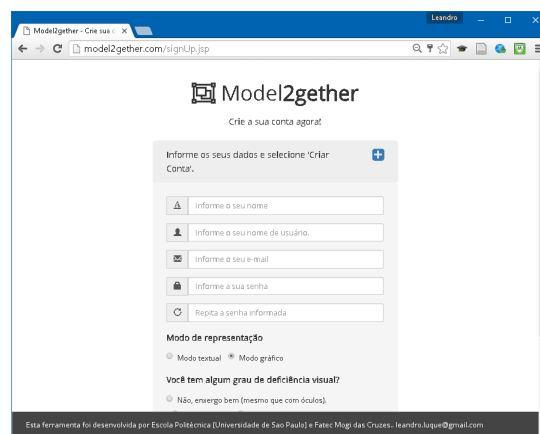 Leandro
Model2gether - Crie sua c
model2gether.com/signUp.jsp
Model2gether
Crie a sua conta agora!
Informe os seus dados e selecione 'Criar
Conta'.
Informe o seu nome
Informe o seu nome de usuário.
Informe o seu e-mail
Informe a sua senha
Repita a senha informada
Modo de representação
Modo textual Modo gráfico
Você tem algum grau de deficiência visual?
Não, enxergo bem (mesmo que com óculos).
Esta ferramenta foi desenvolvida por Escola Politécnica [Universidade de Sao Paulo] e Fatec Mogi das Cruzes.. leandro.luque@gmail.com